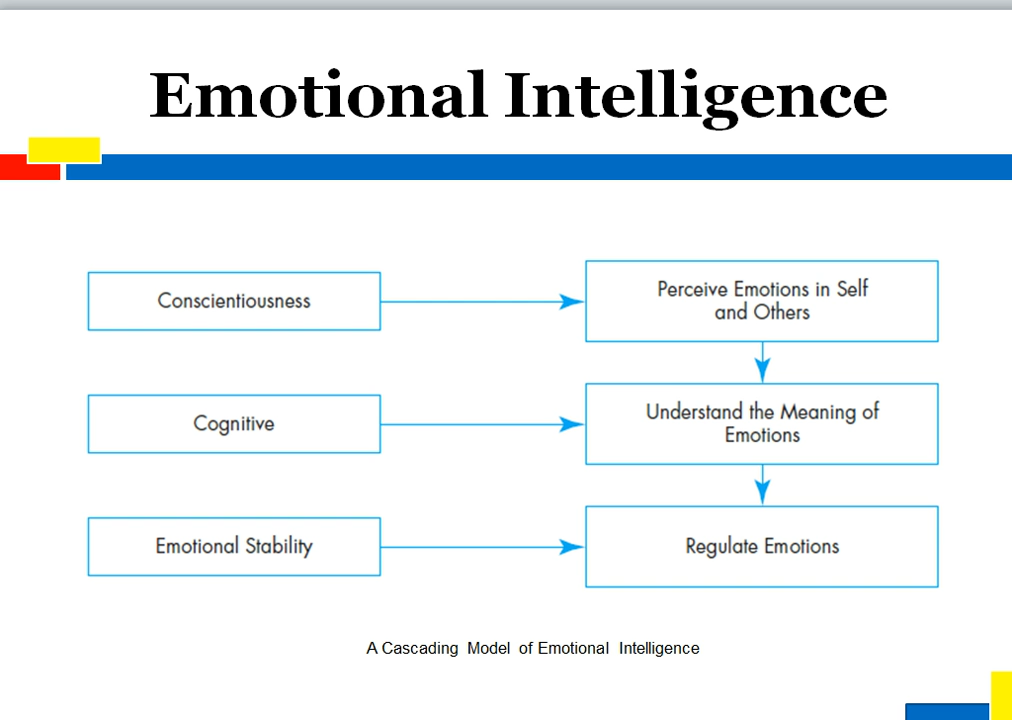 Emotional Intelligence
Conscientiousness
Perceive Emotions in Self
and Others
Cognitive
Understand the Meaning of
Emotions
Emotional Stability
Regulate Emotions
A Cascading Model of Emotional Intelligence